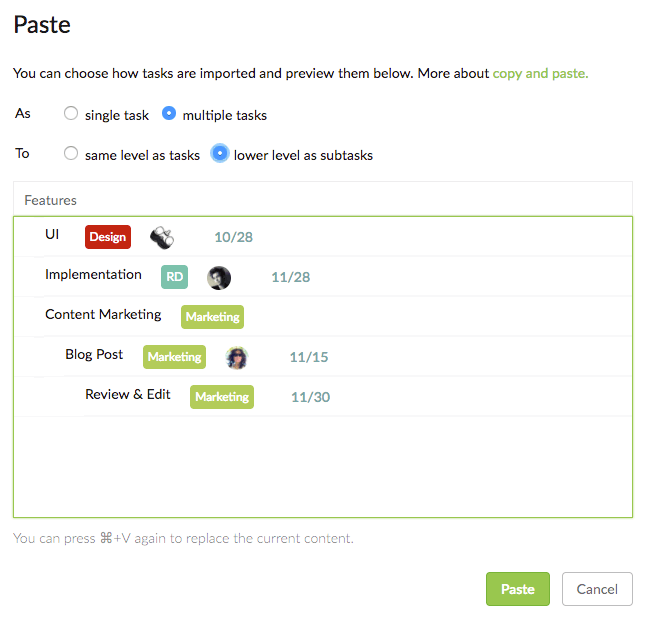 Paste
You can choose how tasks are imported and preview them below. More about copy and paste.
As single task multiple tasks
To same level as tasks lower level as subtasks
Features
UI Design 10/28
Implementation RD 11/28
Content Marketing Marketing
Blog Post Marketing 11/15
Review & Edit Marketing 11/30
You can press ⌘+V again to replace the current content.
Paste Cancel